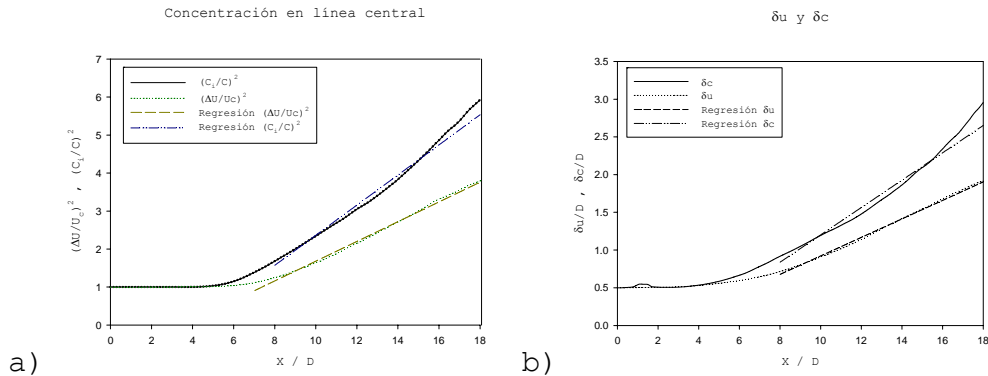 Concentración en línea central
(ΔU/Uc)² , (Ci/C)²
7
6
5
4
3
2
1
0
(Ci/C)²
(ΔU/Uc)²
Regresión (ΔU/Uc)²
Regresión (Ci/C)²
0 2 4 6 8 10 12 14 16 18
X / D
a)
δu y δc
δu/D , δc/D
3.5
3.0
2.5
2.0
1.5
1.0
0.5
0.0
δc
δu
Regresión δu
Regresión δc
0 2 4 6 8 10 12 14 16 18
X / D
b)